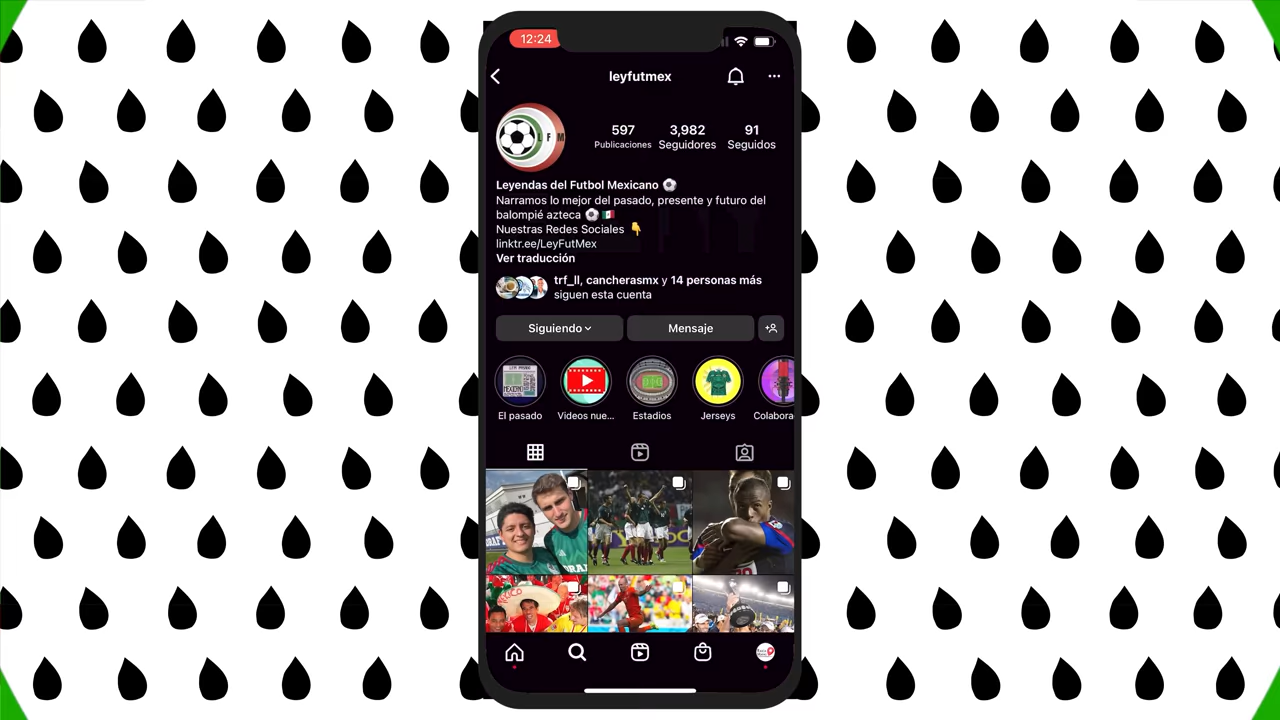 12:24
leyfutmex
L F M
597
Publicaciones
3,982
Seguidores
91
Seguidos
Leyendas del Futbol Mexicano ⚽
Narramos lo mejor del pasado, presente y futuro del
balompié azteca ⚽ 🇲🇽
Nuestras Redes Sociales 👇
linktr.ee/LeyFutMex
Ver traducción
trf_ll, cancherasmx y 14 personas más
siguen esta cuenta
Siguiendo
Mensaje
El pasado
Videos nue...
Estadios
Jerseys
Colabora